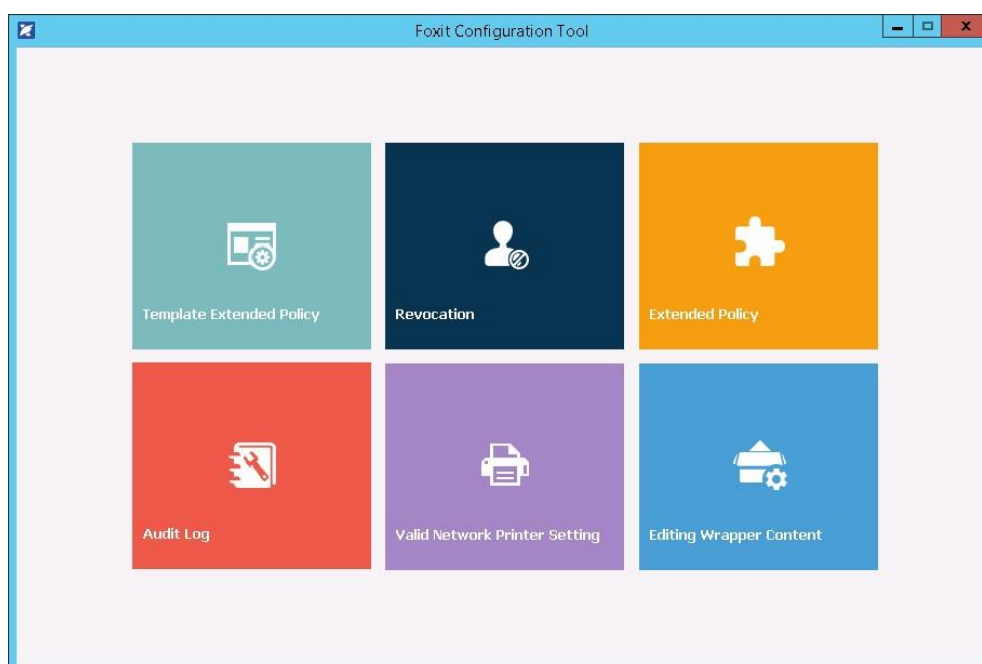 Foxit Configuration Tool
Template Extended Policy
Revocation
Extended Policy
Audit Log
Valid Network Printer Setting
Editing Wrapper Content